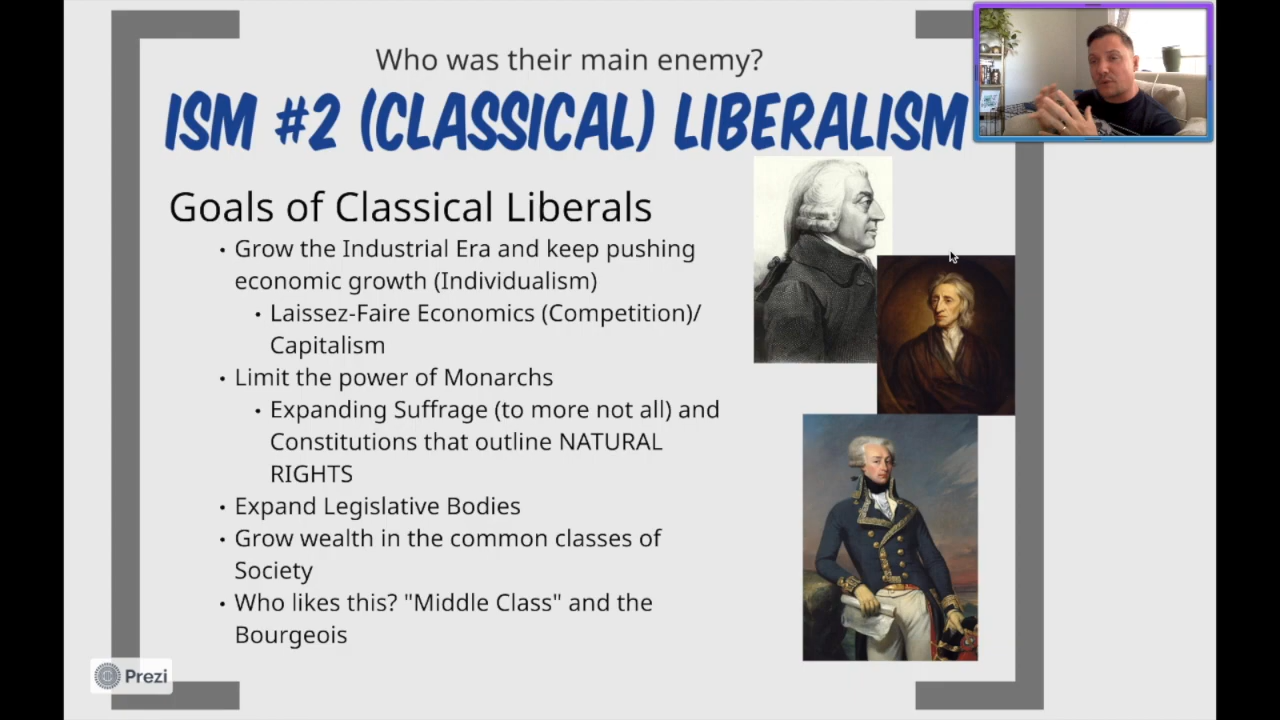 Who was their main enemy?
ISM #2 (CLASSICAL) LIBERALISM
Goals of Classical Liberals
• Grow the Industrial Era and keep pushing
economic growth (Individualism)
• Laissez-Faire Economics (Competition)/
Capitalism
• Limit the power of Monarchs
• Expanding Suffrage (to more not all) and
Constitutions that outline NATURAL
RIGHTS
• Expand Legislative Bodies
• Grow wealth in the common classes of
Society
• Who likes this? "Middle Class" and the
Bourgeois
Prezi